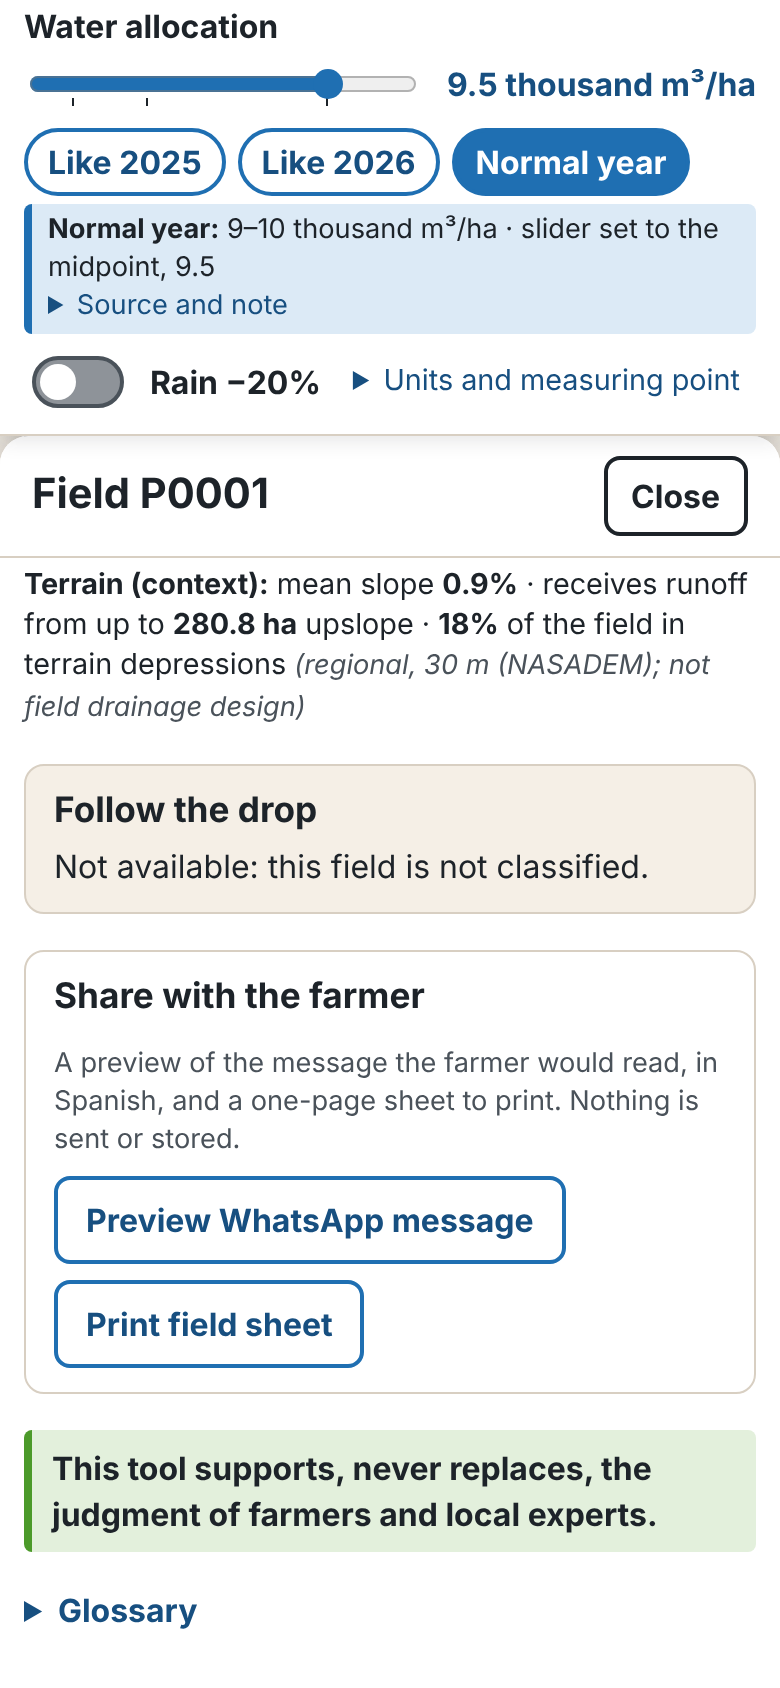 Water allocation
9.5 thousand m³/ha
Like 2025
Like 2026
Normal year
Normal year: 9–10 thousand m³/ha · slider set to the
midpoint, 9.5
Source and note
Rain −20%
Units and measuring point
Field P0001
Close
Terrain (context): mean slope 0.9% · receives runoff
from up to 280.8 ha upslope · 18% of the field in
terrain depressions (regional, 30 m (NASADEM); not
field drainage design)
Follow the drop
Not available: this field is not classified.
Share with the farmer
A preview of the message the farmer would read, in
Spanish, and a one-page sheet to print. Nothing is
sent or stored.
Preview WhatsApp message
Print field sheet
This tool supports, never replaces, the
judgment of farmers and local experts.
Glossary